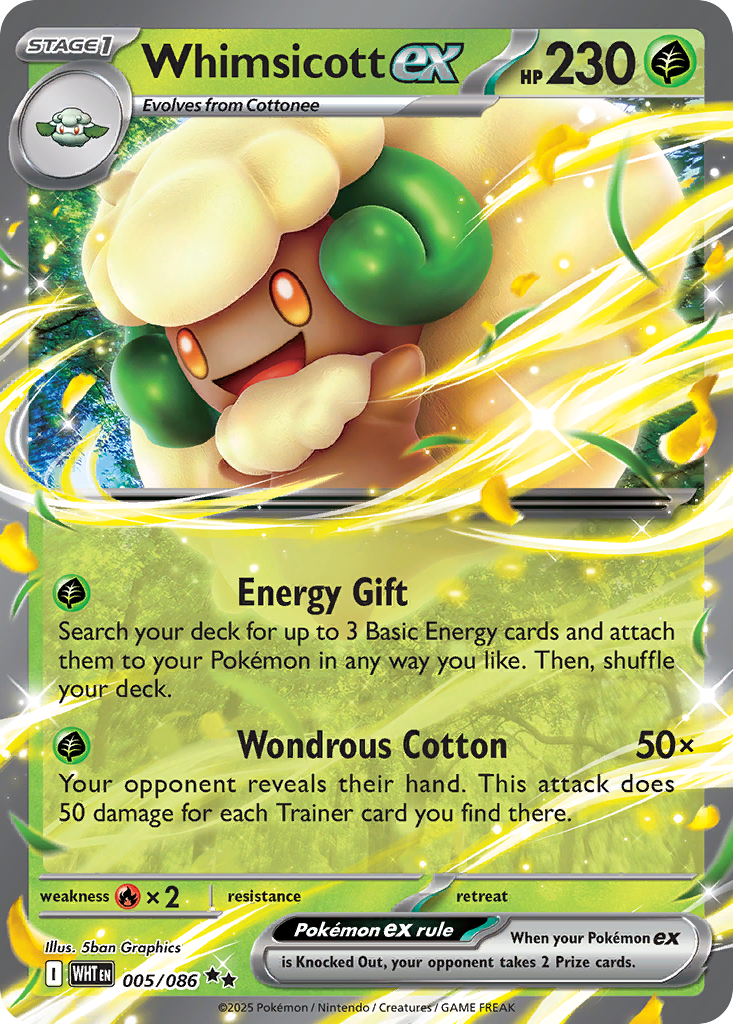 STAGE1
Whimsicott ex
HP 230
Evolves from Cottonee
Energy Gift
Search your deck for up to 3 Basic Energy cards and attach
them to your Pokémon in any way you like. Then, shuffle
your deck.
Wondrous Cotton 50×
Your opponent reveals their hand. This attack does
50 damage for each Trainer card you find there.
weakness ×2 resistance retreat
Illus. 5ban Graphics
Pokémon ex rule
When your Pokémon ex
is Knocked Out, your opponent takes 2 Prize cards.
I WHT EN 005/086
©2025 Pokémon / Nintendo / Creatures / GAME FREAK